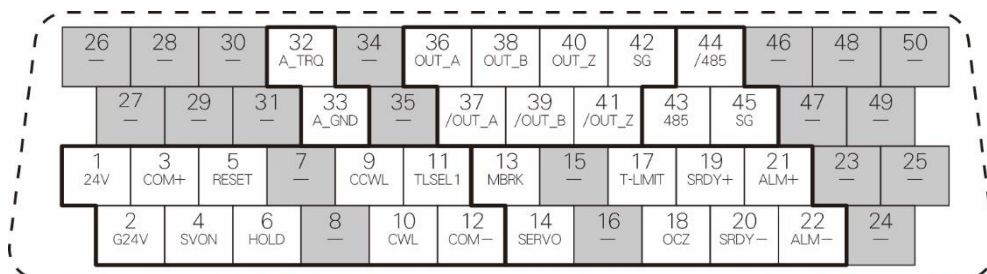 26 28 30 32 34 36 38 40 42 44 46 48 50
— — — A_TRQ — OUT_A OUT_B OUT_Z SG /485 — — —
27 29 31 33 35 37 39 41 43 45 47 49
— — — A_GND — /OUT_A /OUT_B /OUT_Z 485 SG — —
1 3 5 7 9 11 13 15 17 19 21 23 25
24V COM+ RESET — CCWL TLSEL1 MBRK — T-LIMIT SRDY+ ALM+ — —
2 4 6 8 10 12 14 16 18 20 22 24
G24V SVON HOLD — CWL COM− SERVO — OCZ SRDY− ALM− —